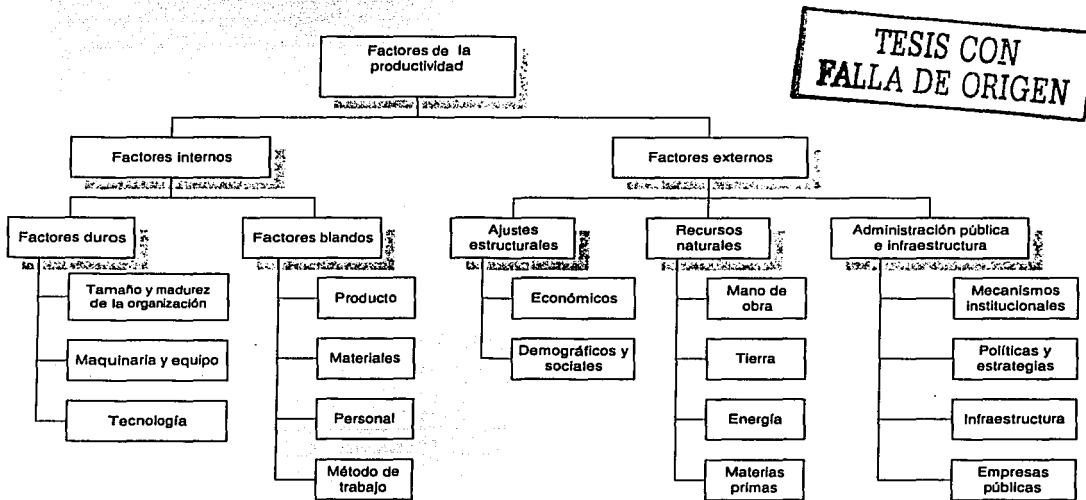 TESIS CON
FALLA DE ORIGEN
Factores de la
productividad
Factores internos
Factores externos
Factores duros
Factores blandos
Ajustes
estructurales
Recursos
naturales
Administración pública
e infraestructura
Tamaño y madurez
de la organización
Maquinaria y equipo
Tecnología
Producto
Materiales
Personal
Método de
trabajo
Económicos
Demográficos y
sociales
Mano de
obra
Tierra
Energía
Materias
primas
Mecanismos
institucionales
Políticas y
estrategias
Infraestructura
Empresas
públicas